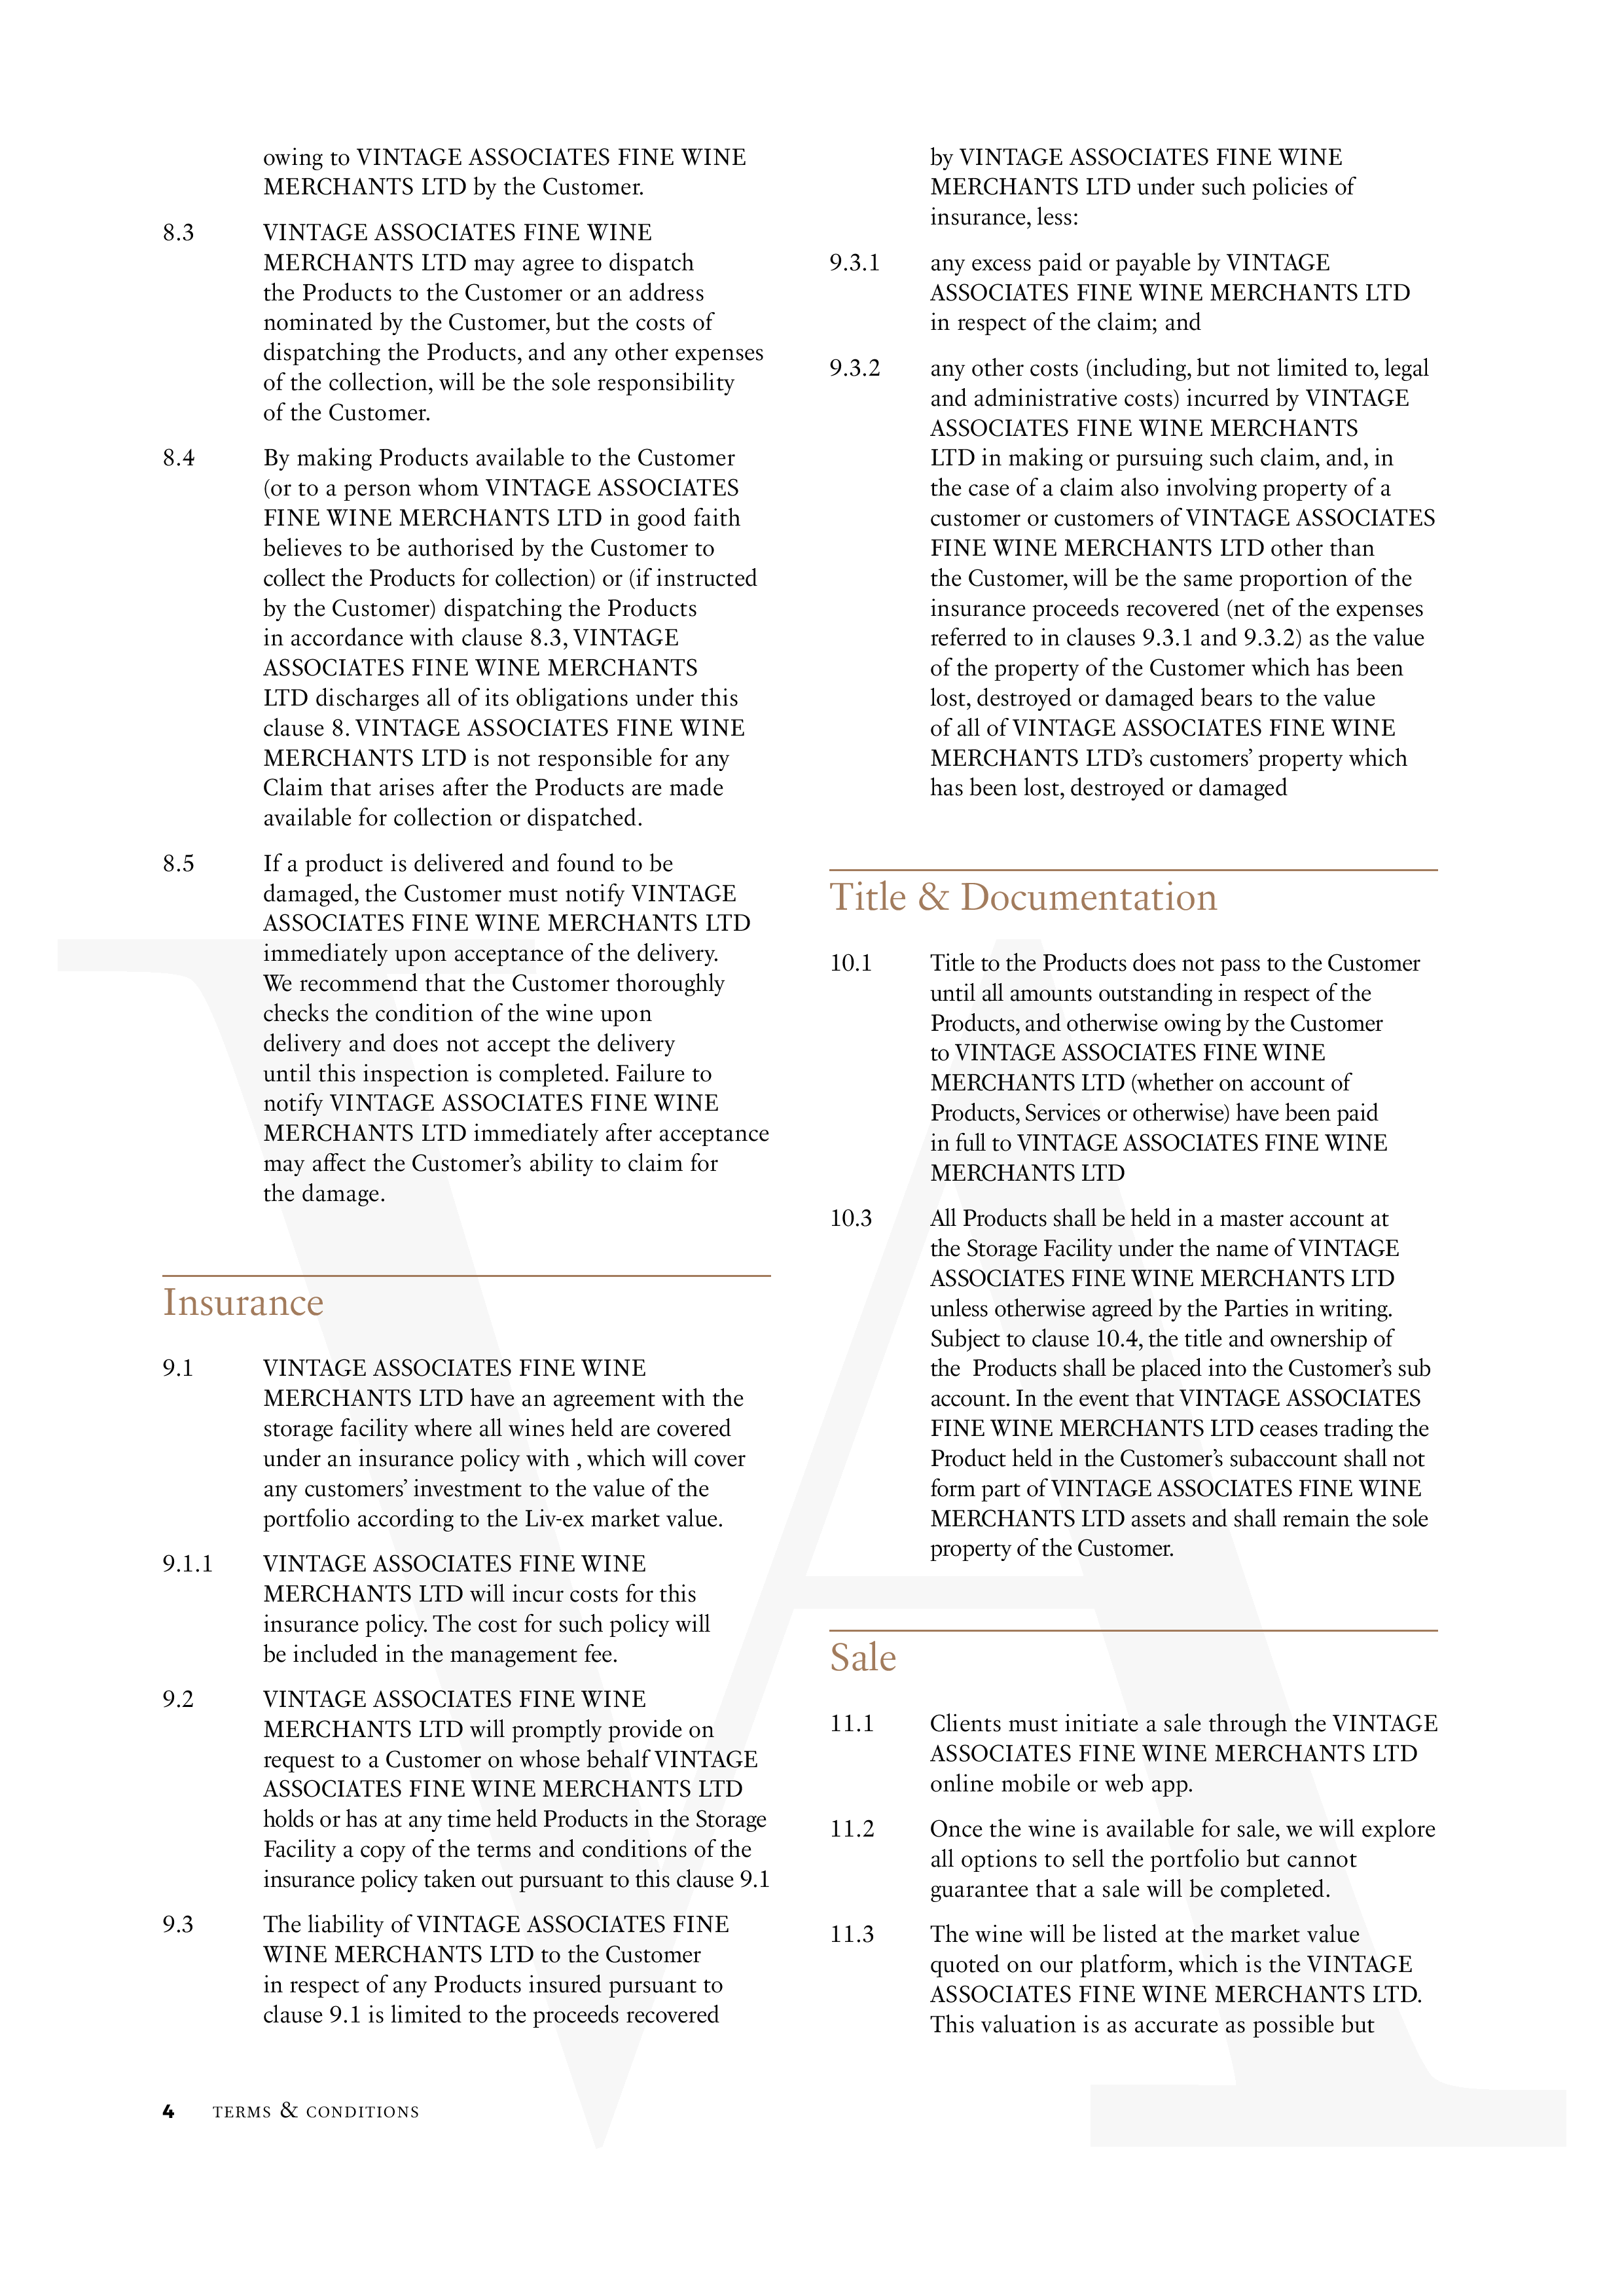 owing to VINTAGE ASSOCIATES FINE WINE
MERCHANTS LTD by the Customer.
8.3 VINTAGE ASSOCIATES FINE WINE
MERCHANTS LTD may agree to dispatch
the Products to the Customer or an address
nominated by the Customer, but the costs of
dispatching the Products, and any other expenses
of the collection, will be the sole responsibility
of the Customer.
8.4 By making Products available to the Customer
(or to a person whom VINTAGE ASSOCIATES
FINE WINE MERCHANTS LTD in good faith
believes to be authorised by the Customer to
collect the Products for collection) or (if instructed
by the Customer) dispatching the Products
in accordance with clause 8.3, VINTAGE
ASSOCIATES FINE WINE MERCHANTS
LTD discharges all of its obligations under this
clause 8. VINTAGE ASSOCIATES FINE WINE
MERCHANTS LTD is not responsible for any
Claim that arises after the Products are made
available for collection or dispatched.
8.5 If a product is delivered and found to be
damaged, the Customer must notify VINTAGE
ASSOCIATES FINE WINE MERCHANTS LTD
immediately upon acceptance of the delivery.
We recommend that the Customer thoroughly
checks the condition of the wine upon
delivery and does not accept the delivery
until this inspection is completed. Failure to
notify VINTAGE ASSOCIATES FINE WINE
MERCHANTS LTD immediately after acceptance
may affect the Customer's ability to claim for
the damage.
Insurance
9.1 VINTAGE ASSOCIATES FINE WINE
MERCHANTS LTD have an agreement with the
storage facility where all wines held are covered
under an insurance policy with , which will cover
any customers' investment to the value of the
portfolio according to the Liv-ex market value.
9.1.1 VINTAGE ASSOCIATES FINE WINE
MERCHANTS LTD will incur costs for this
insurance policy. The cost for such policy will
be included in the management fee.
9.2 VINTAGE ASSOCIATES FINE WINE
MERCHANTS LTD will promptly provide on
request to a Customer on whose behalf VINTAGE
ASSOCIATES FINE WINE MERCHANTS LTD
holds or has at any time held Products in the Storage
Facility a copy of the terms and conditions of the
insurance policy taken out pursuant to this clause 9.1
9.3 The liability of VINTAGE ASSOCIATES FINE
WINE MERCHANTS LTD to the Customer
in respect of any Products insured pursuant to
clause 9.1 is limited to the proceeds recovered
by VINTAGE ASSOCIATES FINE WINE
MERCHANTS LTD under such policies of
insurance, less:
9.3.1 any excess paid or payable by VINTAGE
ASSOCIATES FINE WINE MERCHANTS LTD
in respect of the claim; and
9.3.2 any other costs (including, but not limited to, legal
and administrative costs) incurred by VINTAGE
ASSOCIATES FINE WINE MERCHANTS
LTD in making or pursuing such claim, and, in
the case of a claim also involving property of a
customer or customers of VINTAGE ASSOCIATES
FINE WINE MERCHANTS LTD other than
the Customer, will be the same proportion of the
insurance proceeds recovered (net of the expenses
referred to in clauses 9.3.1 and 9.3.2) as the value
of the property of the Customer which has been
lost, destroyed or damaged bears to the value
of all of VINTAGE ASSOCIATES FINE WINE
MERCHANTS LTD's customers' property which
has been lost, destroyed or damaged
Title & Documentation
10.1 Title to the Products does not pass to the Customer
until all amounts outstanding in respect of the
Products, and otherwise owing by the Customer
to VINTAGE ASSOCIATES FINE WINE
MERCHANTS LTD (whether on account of
Products, Services or otherwise) have been paid
in full to VINTAGE ASSOCIATES FINE WINE
MERCHANTS LTD
10.3 All Products shall be held in a master account at
the Storage Facility under the name of VINTAGE
ASSOCIATES FINE WINE MERCHANTS LTD
unless otherwise agreed by the Parties in writing.
Subject to clause 10.4, the title and ownership of
the Products shall be placed into the Customer's sub
account. In the event that VINTAGE ASSOCIATES
FINE WINE MERCHANTS LTD ceases trading the
Product held in the Customer's subaccount shall not
form part of VINTAGE ASSOCIATES FINE WINE
MERCHANTS LTD assets and shall remain the sole
property of the Customer.
Sale
11.1 Clients must initiate a sale through the VINTAGE
ASSOCIATES FINE WINE MERCHANTS LTD
online mobile or web app.
11.2 Once the wine is available for sale, we will explore
all options to sell the portfolio but cannot
guarantee that a sale will be completed.
11.3 The wine will be listed at the market value
quoted on our platform, which is the VINTAGE
ASSOCIATES FINE WINE MERCHANTS LTD.
This valuation is as accurate as possible but
4 TERMS & CONDITIONS
VA